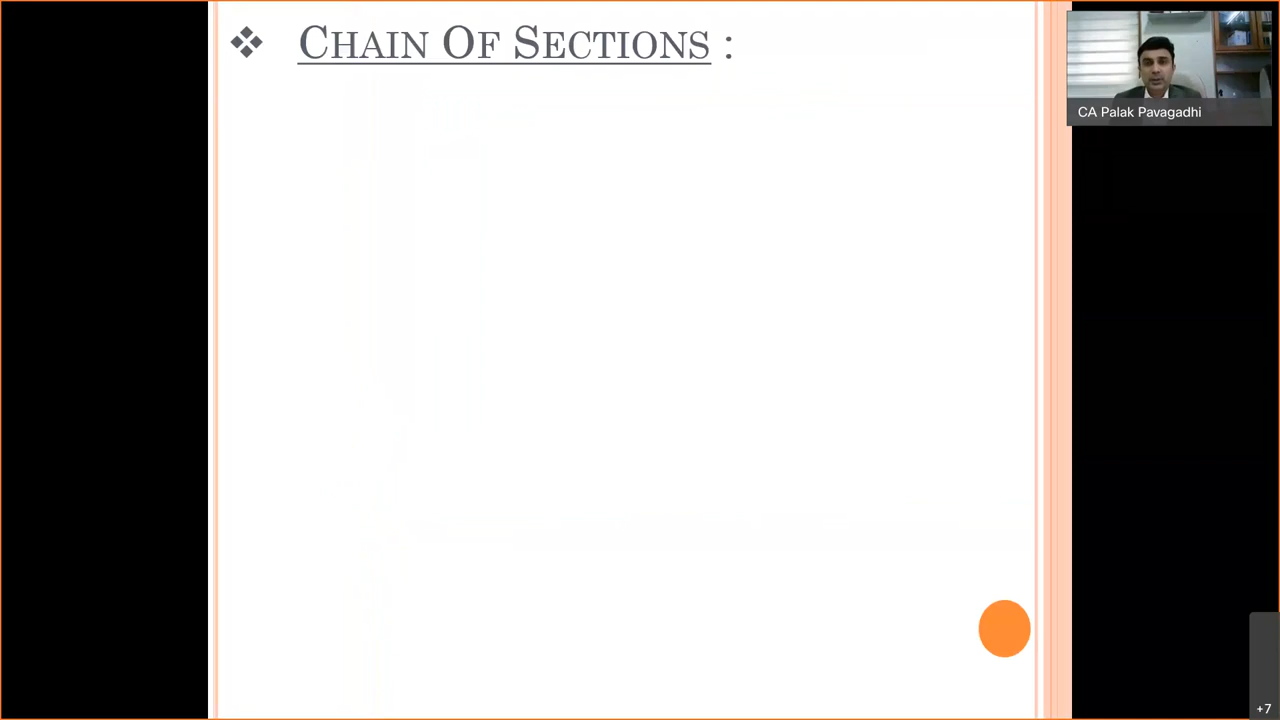 ❖ CHAIN OF SECTIONS :
CA Palak Pavagadhi
+7